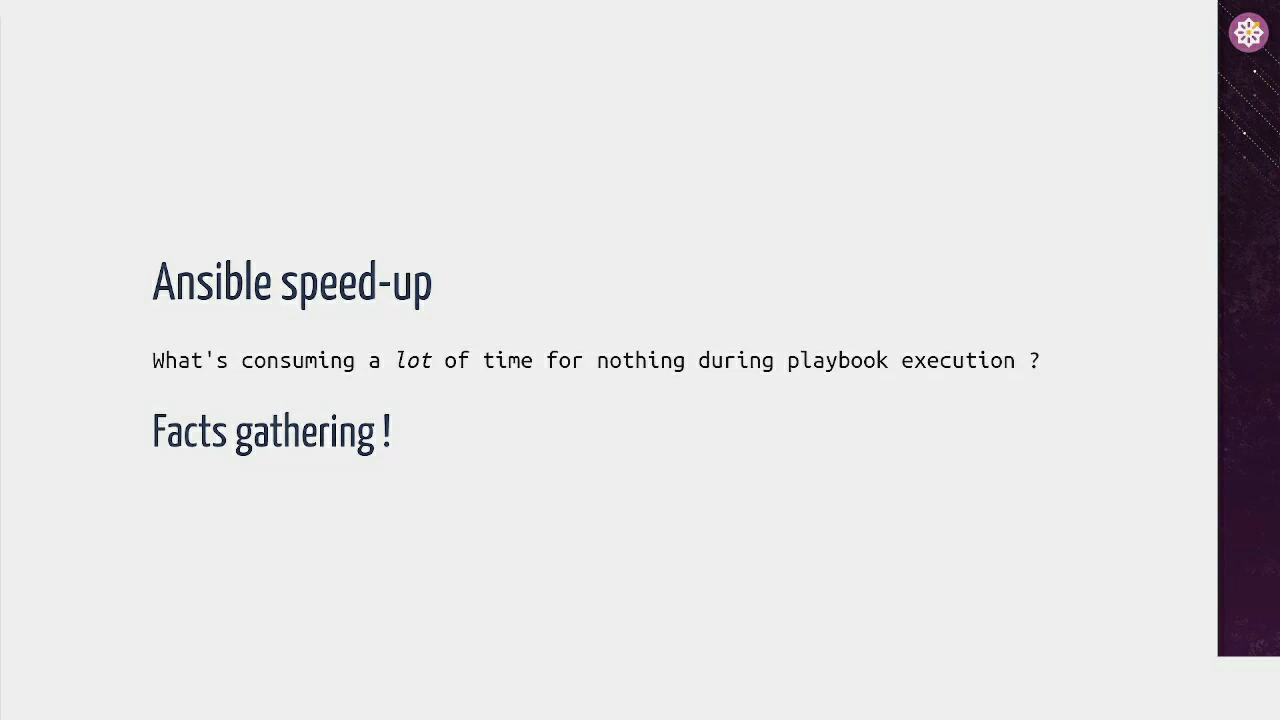 Ansible speed-up
What's consuming a lot of time for nothing during playbook execution ?
Facts gathering !